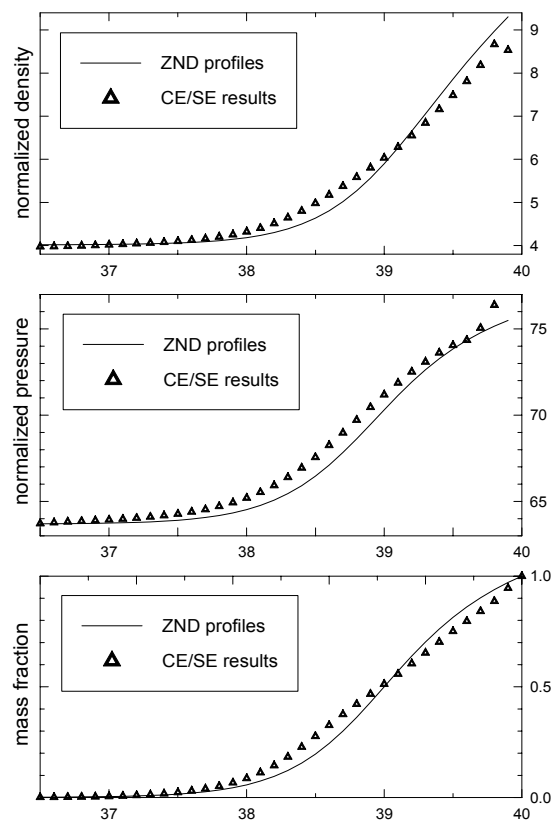 normalized density
ZND profiles
CE/SE results
9
8
7
6
5
4
37
38
39
40
normalized pressure
ZND profiles
CE/SE results
75
70
65
37
38
39
40
mass fraction
ZND profiles
CE/SE results
1.0
0.5
0.0
37
38
39
40